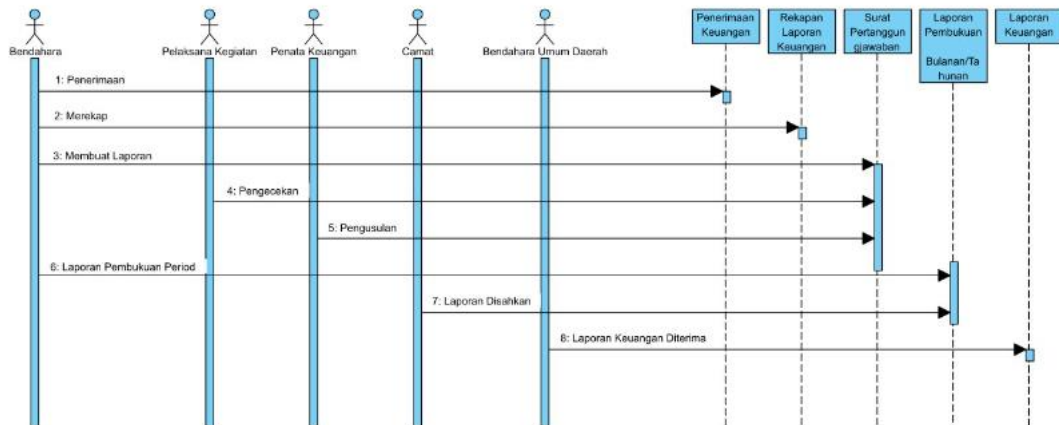 Bendahara
Pelaksana Kegiatan
Penata Keuangan
Camat
Bendahara Umum Daerah
Penerimaan
Keuangan
Rekapan
Laporan
Keuangan
Surat
Pertanggun
gjawaban
Laporan
Pembukuan
Bulanan/Ta
hunan
Laporan
Keuangan
1: Penerimaan
2: Merekap
3: Membuat Laporan
4: Pengecekan
5: Pengusulan
6: Laporan Pembukuan Period
7: Laporan Disahkan
8: Laporan Keuangan Diterima